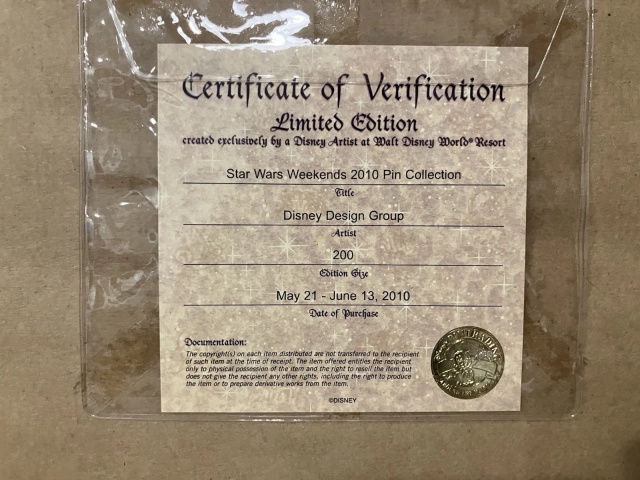 Certificate of Verification
Limited Edition
created exclusively by a Disney Artist at Walt Disney World® Resort
Star Wars Weekends 2010 Pin Collection
Title
Disney Design Group
Artist
200
Edition Size
May 21 - June 13, 2010
Date of Purchase
Documentation:
The copyright(s) on each item distributed are not transferred to the recipient
of such item at the time of receipt. The item offered entitles the recipient
only to physical possession of the item and the right to resell the item but
does not give the recipient any other rights, including the right to produce
the item or to prepare derivative works from the item.
©DISNEY